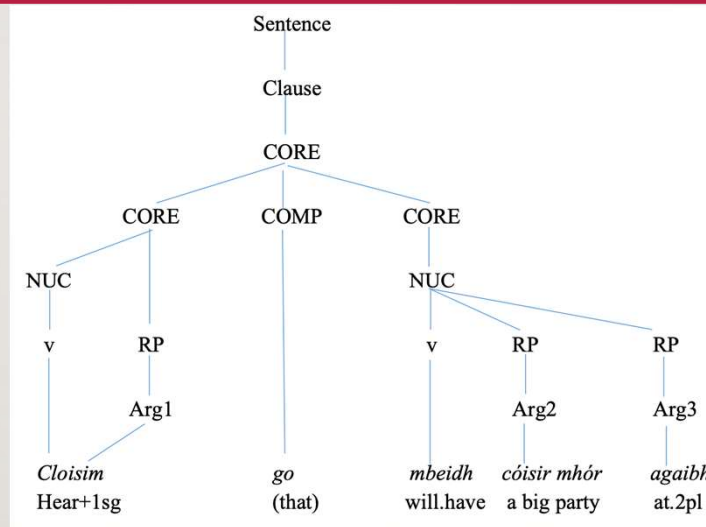 Sentence
Clause
CORE
CORE COMP CORE
NUC NUC
v RP v RP RP
Arg1 Arg2 Arg3
Cloisim go mbeidh cóisir mhór agaibh
Hear+1sg (that) will.have a big party at.2pl